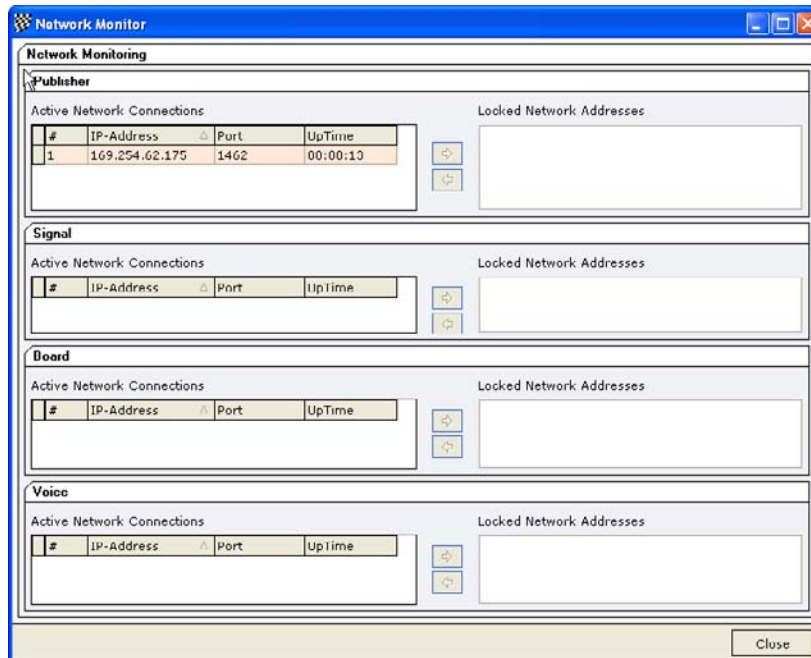 Network Monitor
Network Monitoring
Publisher
Active Network Connections
Locked Network Addresses
# IP-Address Port UpTime
1 169.254.62.175 1462 00:00:10
Signal
Active Network Connections
Locked Network Addresses
# IP-Address Port UpTime
Board
Active Network Connections
Locked Network Addresses
# IP-Address Port UpTime
Voice
Active Network Connections
Locked Network Addresses
# IP-Address Port UpTime
Close